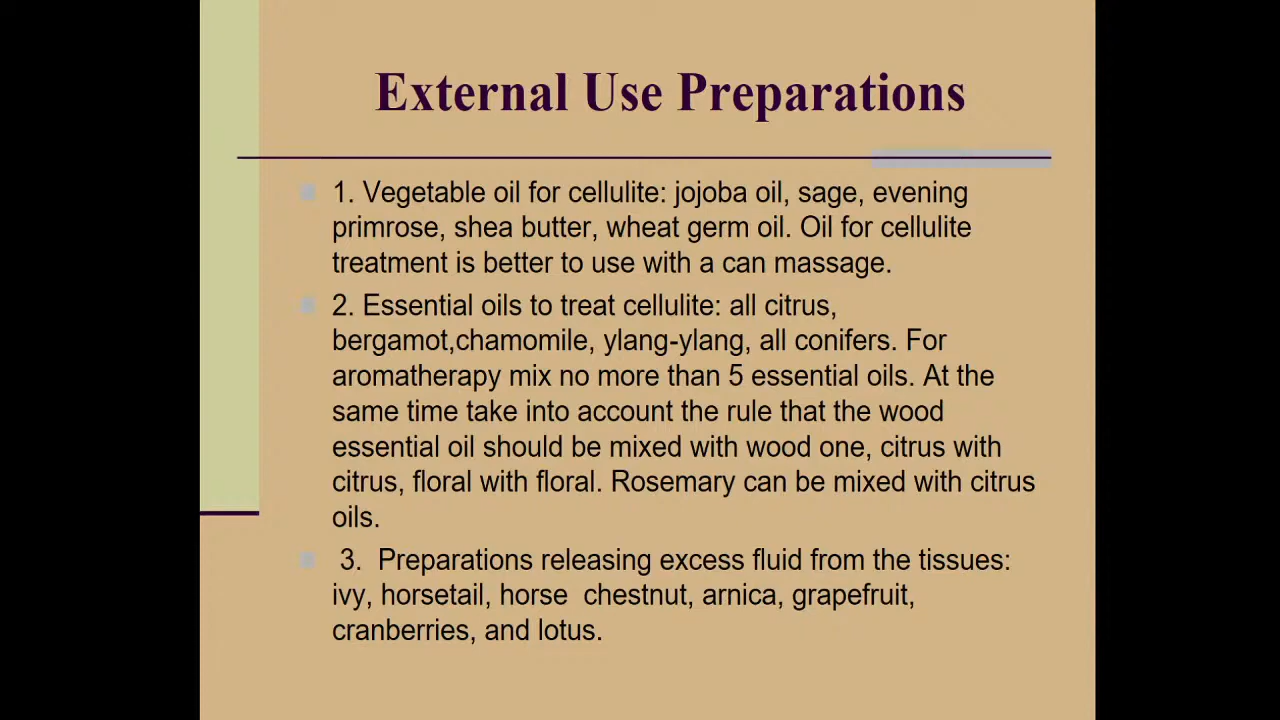 External Use Preparations
1. Vegetable oil for cellulite: jojoba oil, sage, evening
primrose, shea butter, wheat germ oil. Oil for cellulite
treatment is better to use with a can massage.
2. Essential oils to treat cellulite: all citrus,
bergamot,chamomile, ylang-ylang, all conifers. For
aromatherapy mix no more than 5 essential oils. At the
same time take into account the rule that the wood
essential oil should be mixed with wood one, citrus with
citrus, floral with floral. Rosemary can be mixed with citrus
oils.
3.  Preparations releasing excess fluid from the tissues:
ivy, horsetail, horse  chestnut, arnica, grapefruit,
cranberries, and lotus.